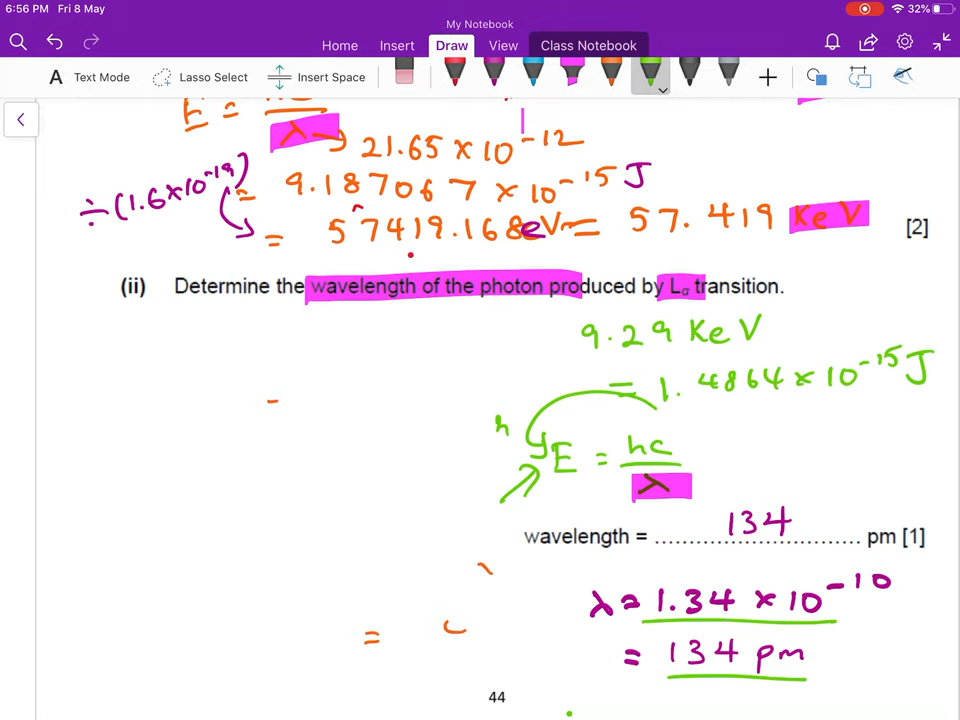 6:56 PM Fri 8 May
32%
My Notebook
Home Insert Draw View Class Notebook
A Text Mode Lasso Select Insert Space
E = hc
λ → 21.65 × 10⁻¹²
÷ (1.6 × 10⁻¹⁹) = 9.187067 × 10⁻¹⁵ J
= 57419.168 eV = 57.419 KeV [2]
(ii) Determine the wavelength of the photon produced by Lα transition.
9.29 KeV
= 1.4864 × 10⁻¹⁵ J
h
E = hc
λ
wavelength = 134 pm [1]
λ = 1.34 × 10⁻¹⁰
= 134 pm
44